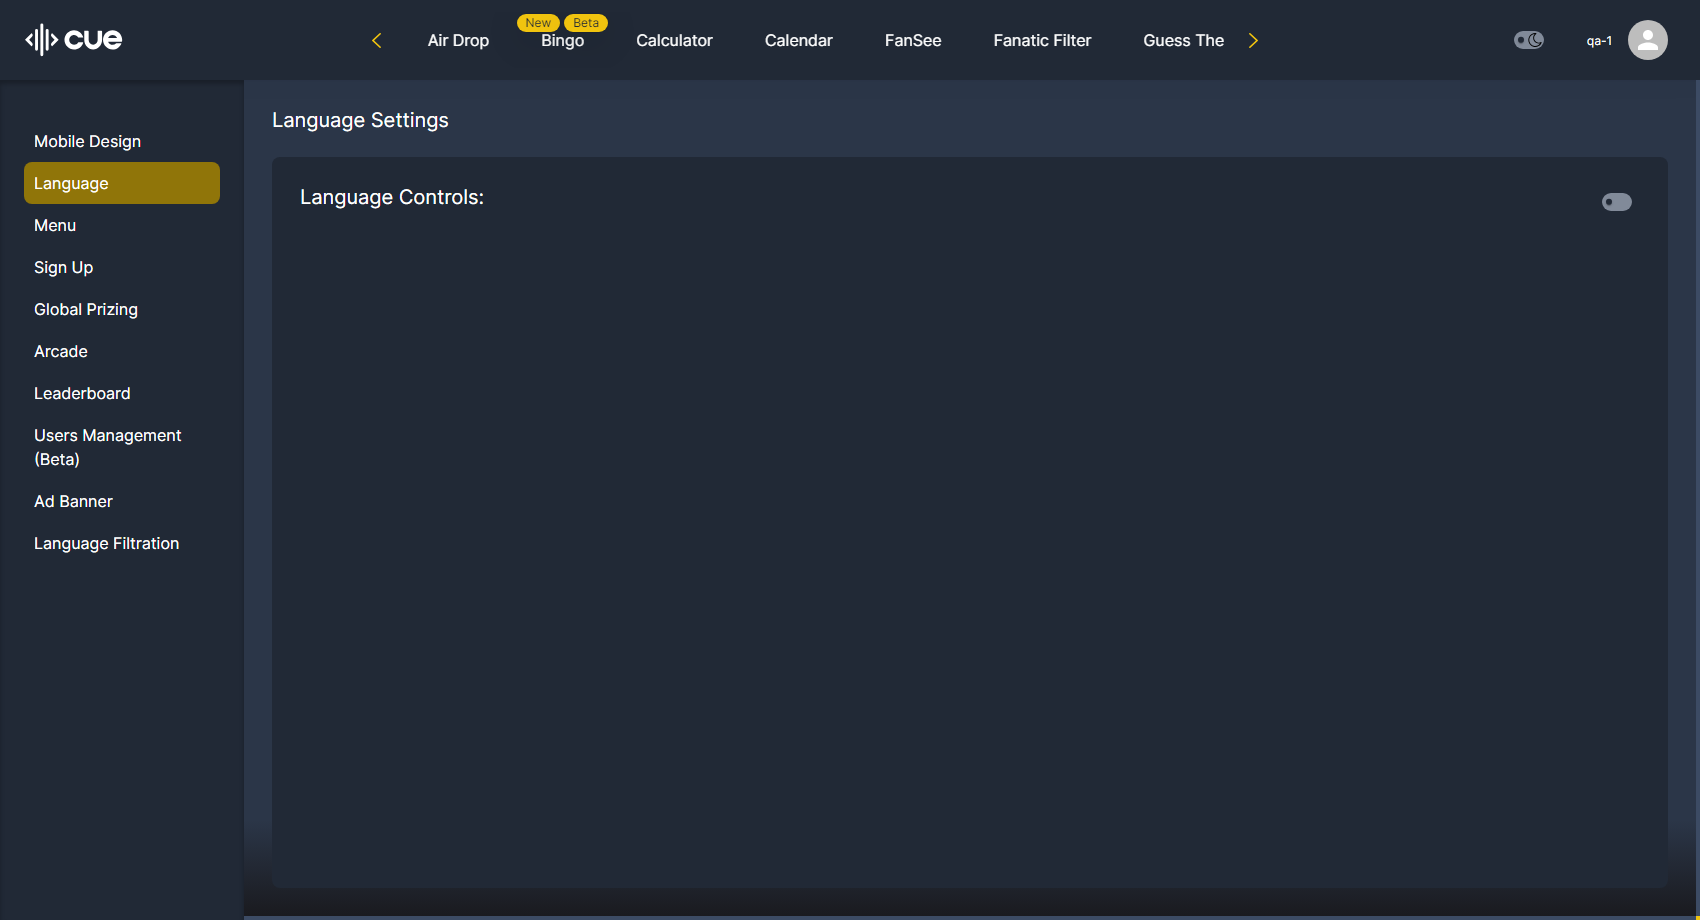 cue
New Beta
Air Drop Bingo Calculator Calendar FanSee Fanatic Filter Guess The
qa-1
Mobile Design
Language
Menu
Sign Up
Global Prizing
Arcade
Leaderboard
Users Management
(Beta)
Ad Banner
Language Filtration
Language Settings
Language Controls: